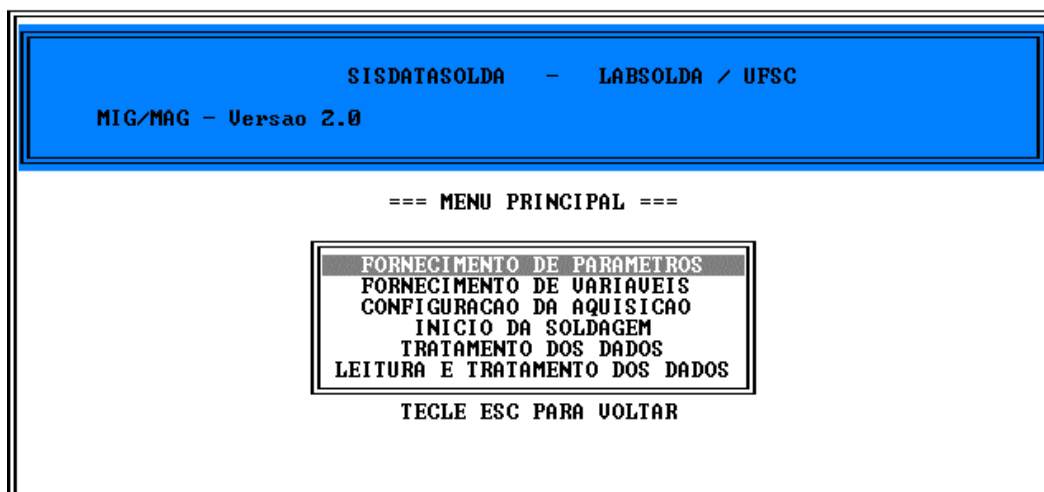 SISDATASOLDA - LABSOLDA / UFSC
MIG/MAG - Versao 2.0
=== MENU PRINCIPAL ===
FORNECIMENTO DE PARAMETROS
FORNECIMENTO DE VARIAVEIS
CONFIGURACAO DA AQUISICAO
INICIO DA SOLDAGEM
TRATAMENTO DOS DADOS
LEITURA E TRATAMENTO DOS DADOS
TECLE ESC PARA VOLTAR